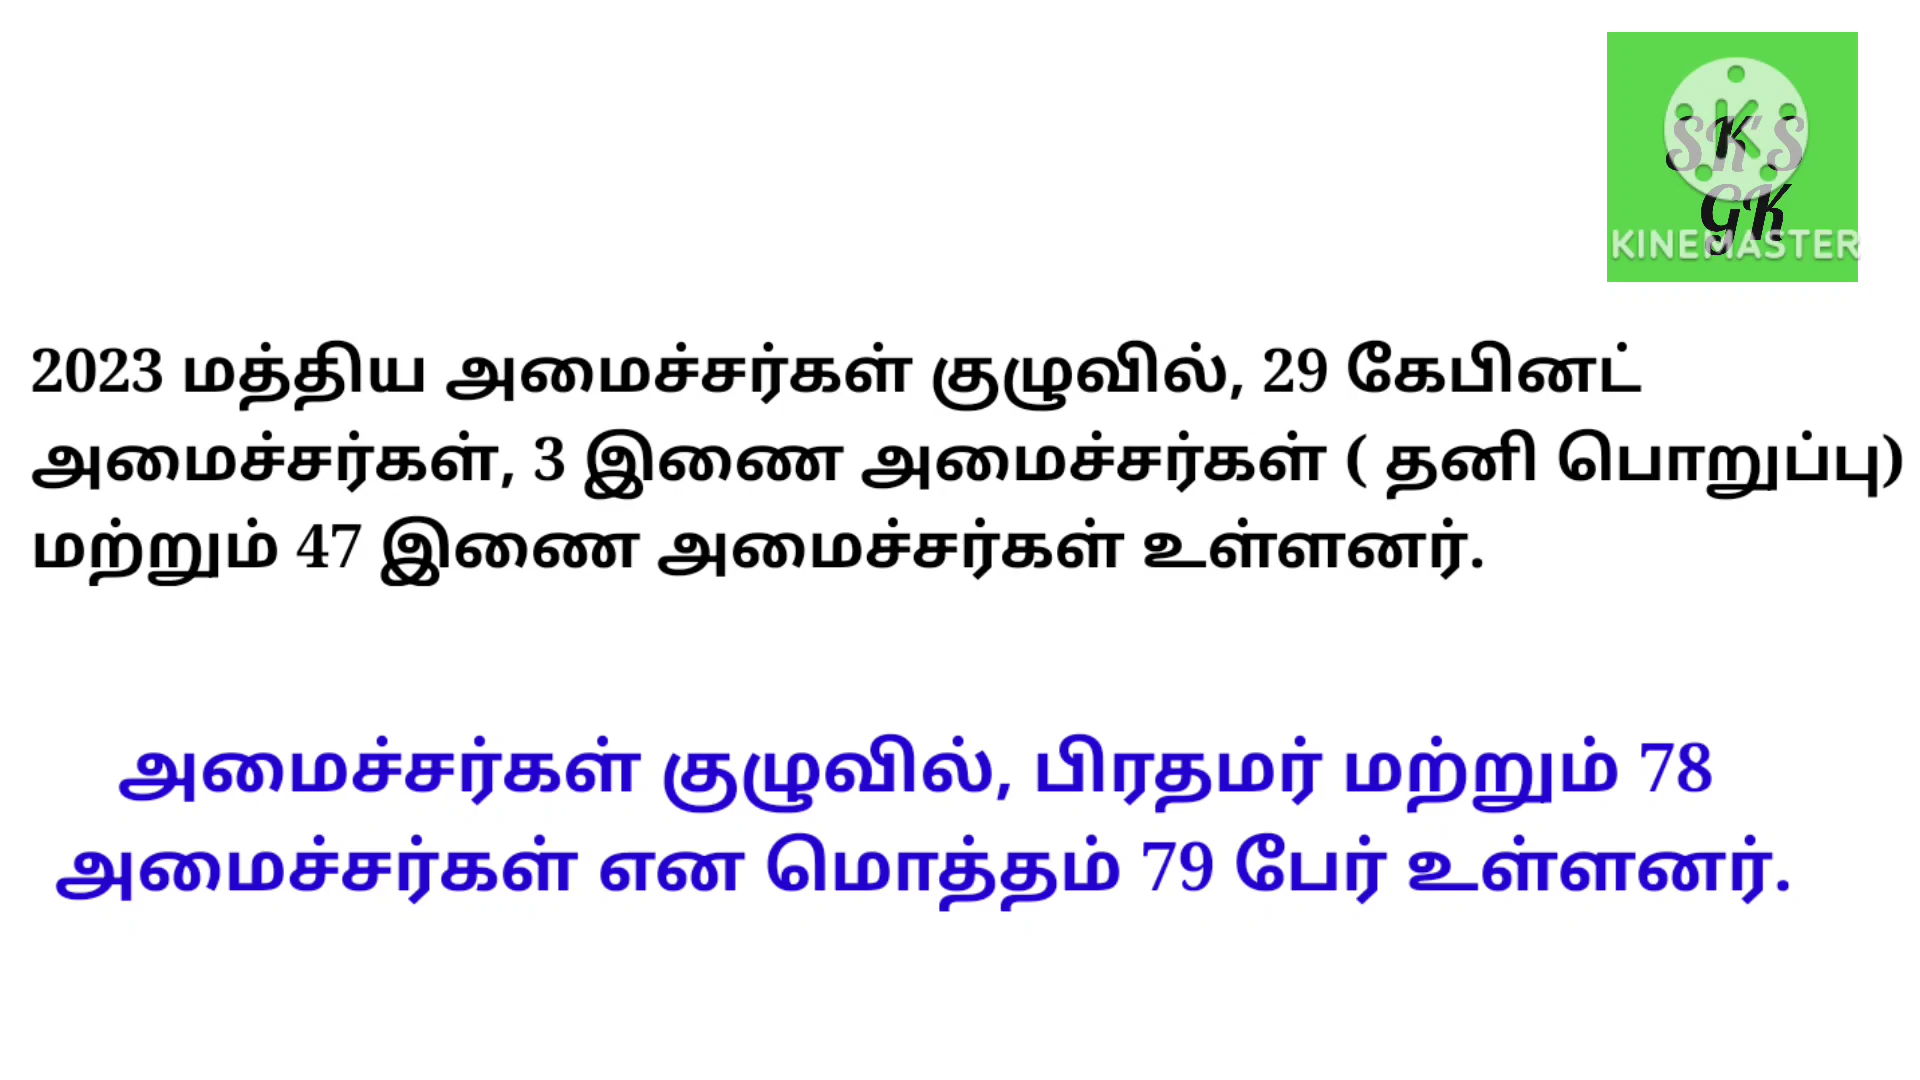 SK'S
GK
KINEMASTER
2023 மத்திய அமைச்சர்கள் குழுவில், 29 கேபினட்
அமைச்சர்கள், 3 இணை அமைச்சர்கள் ( தனி பொறுப்பு)
மற்றும் 47 இணை அமைச்சர்கள் உள்ளனர்.
அமைச்சர்கள் குழுவில், பிரதமர் மற்றும் 78
அமைச்சர்கள் என மொத்தம் 79 பேர் உள்ளனர்.